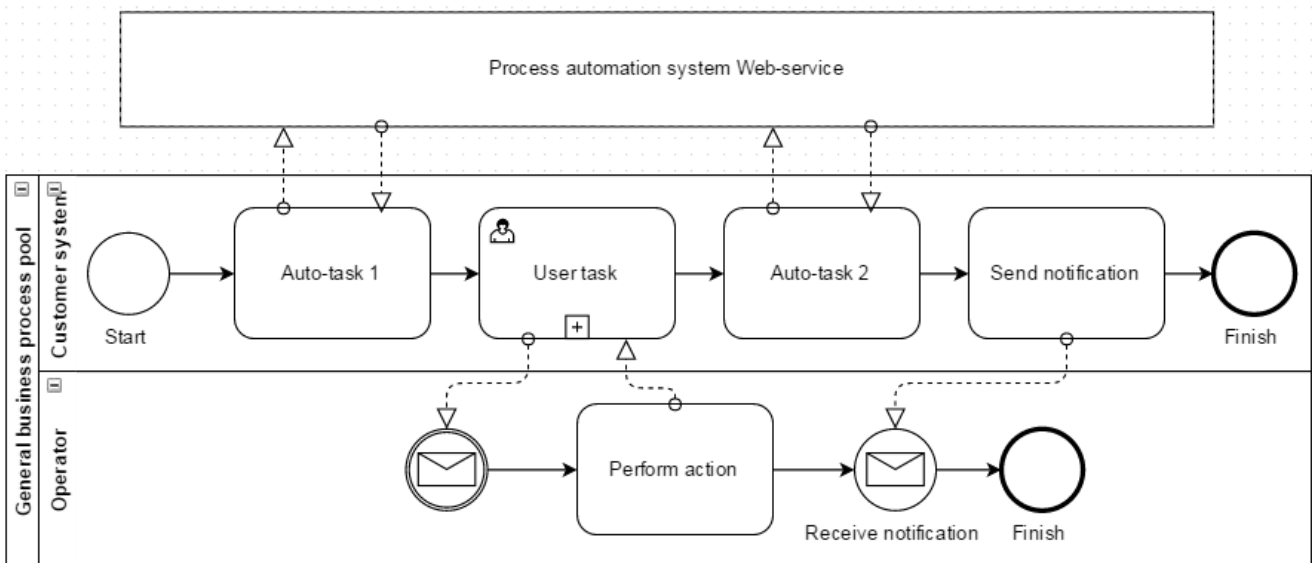 Process automation system Web-service
General business process pool
Customer system
Start
Auto-task 1
User task
Auto-task 2
Send notification
Finish
Operator
Perform action
Receive notification
Finish